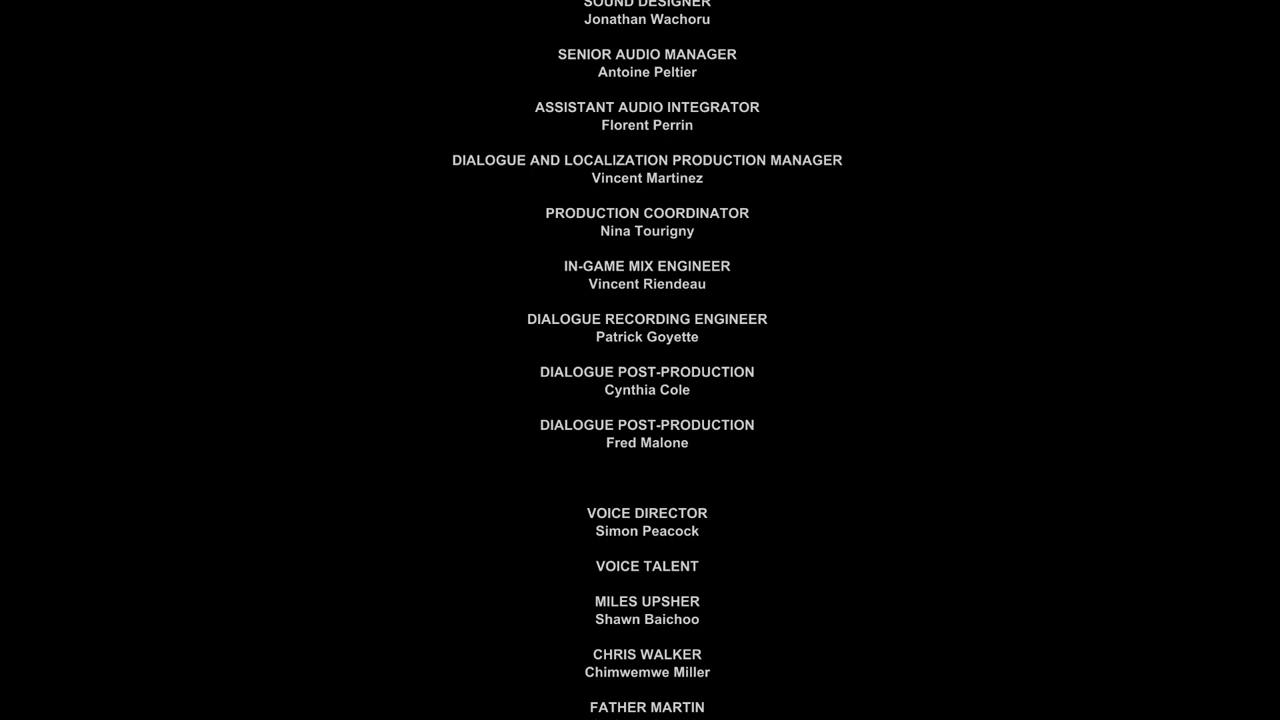 SOUND DESIGNER
Jonathan Wachoru
SENIOR AUDIO MANAGER
Antoine Peltier
ASSISTANT AUDIO INTEGRATOR
Florent Perrin
DIALOGUE AND LOCALIZATION PRODUCTION MANAGER
Vincent Martinez
PRODUCTION COORDINATOR
Nina Tourigny
IN-GAME MIX ENGINEER
Vincent Riendeau
DIALOGUE RECORDING ENGINEER
Patrick Goyette
DIALOGUE POST-PRODUCTION
Cynthia Cole
DIALOGUE POST-PRODUCTION
Fred Malone
VOICE DIRECTOR
Simon Peacock
VOICE TALENT
MILES UPSHER
Shawn Baichoo
CHRIS WALKER
Chimwemwe Miller
FATHER MARTIN